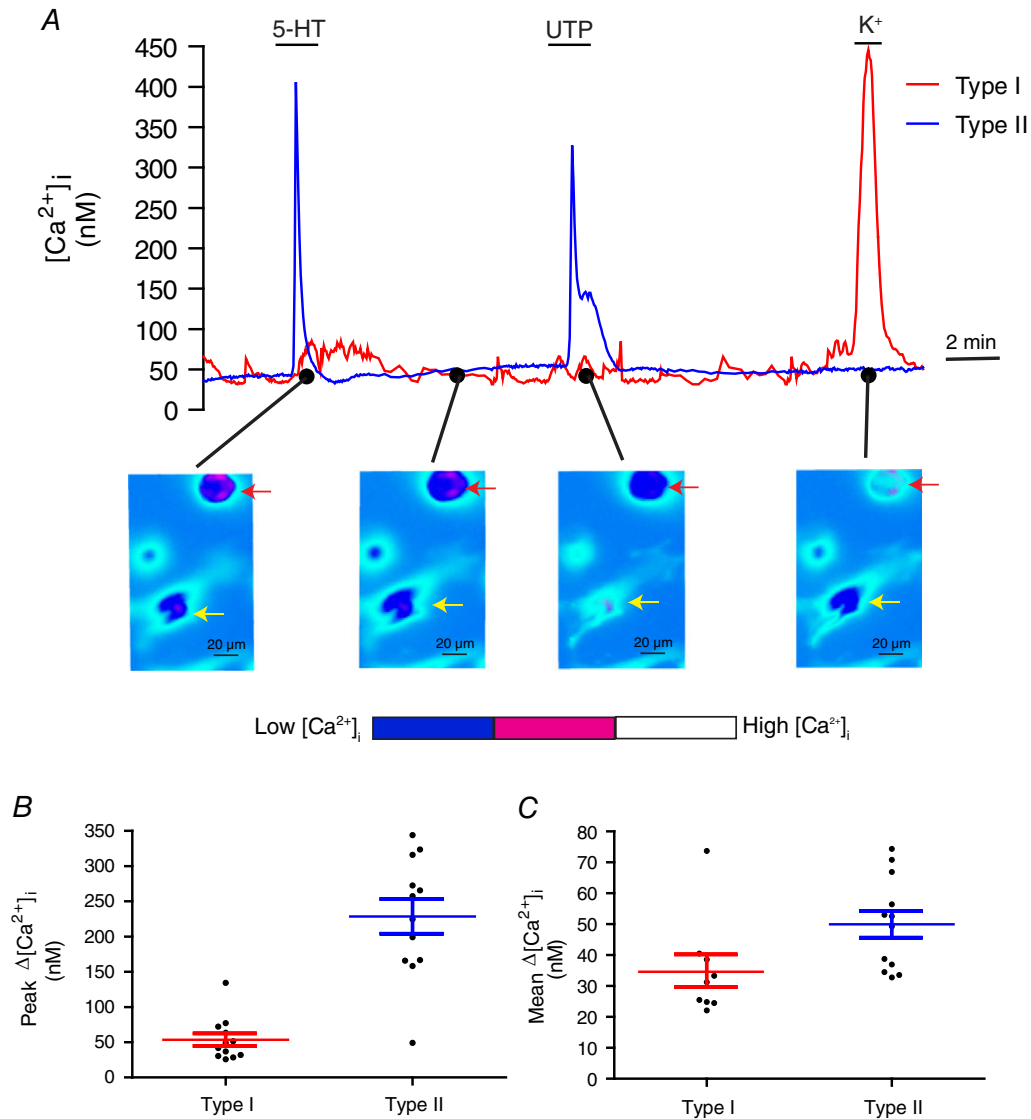 A
5-HT
UTP
K⁺
Type I
Type II
450
400
350
300
250
200
150
100
50
0
[Ca²⁺]i
(nM)
2 min
20 µm
20 µm
20 µm
20 µm
Low [Ca²⁺]i
High [Ca²⁺]i
B
350
300
250
200
150
100
50
0
Peak Δ[Ca²⁺]i
(nM)
Type I
Type II
C
80
70
60
50
40
30
20
10
0
Mean Δ[Ca²⁺]i
(nM)
Type I
Type II